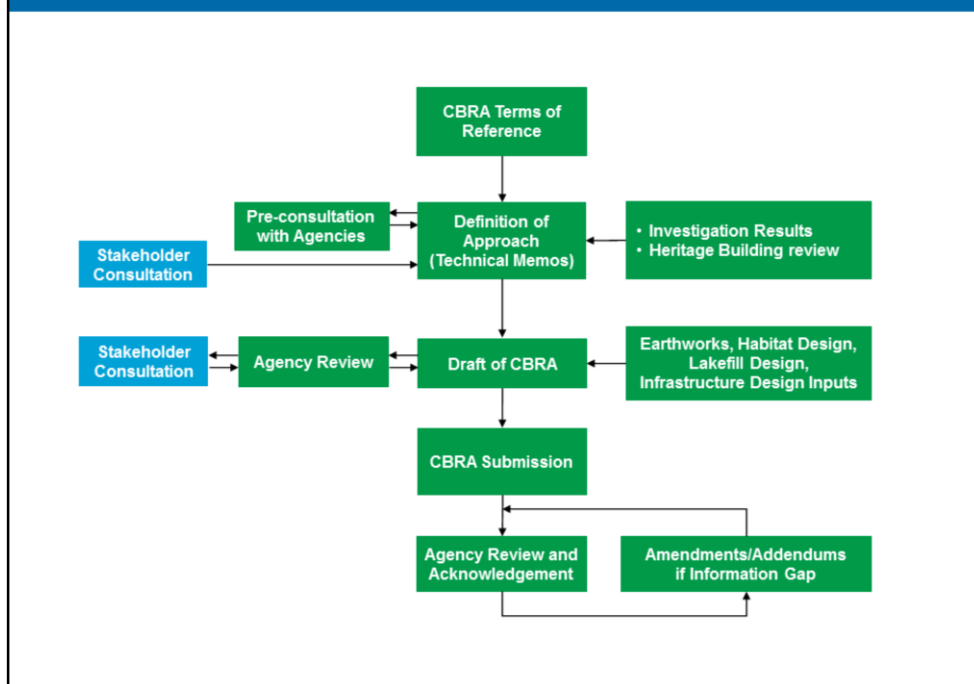 CBRA Terms of
Reference
Pre-consultation
with Agencies
Definition of
Approach
(Technical Memos)
• Investigation Results
• Heritage Building review
Stakeholder
Consultation
Stakeholder
Consultation
Agency Review
Draft of CBRA
Earthworks, Habitat Design,
Lakefill Design,
Infrastructure Design Inputs
CBRA Submission
Agency Review and
Acknowledgement
Amendments/Addendums
if Information Gap